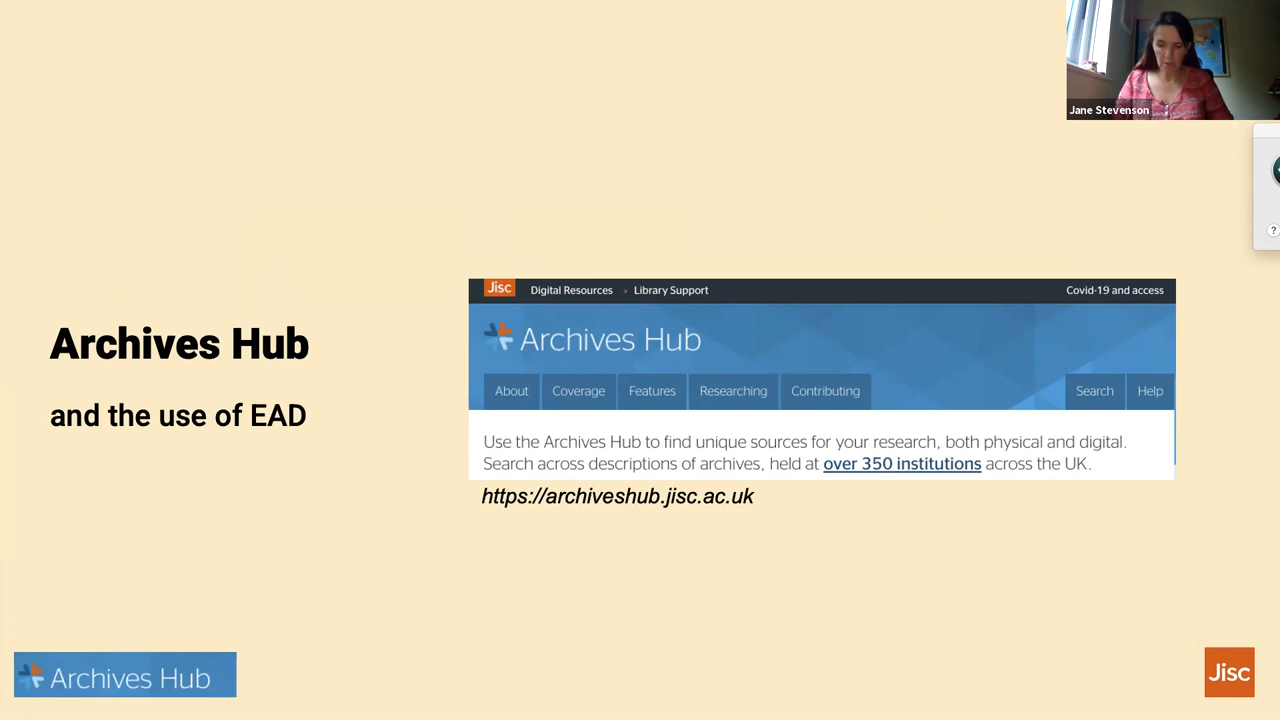 Jane Stevenson
?
Jisc Digital Resources > Library Support Covid-19 and access
Archives Hub
About Coverage Features Researching Contributing Search Help
Use the Archives Hub to find unique sources for your research, both physical and digital.
Search across descriptions of archives, held at over 350 institutions across the UK.
https://archiveshub.jisc.ac.uk
Archives Hub
and the use of EAD
Archives Hub
Jisc